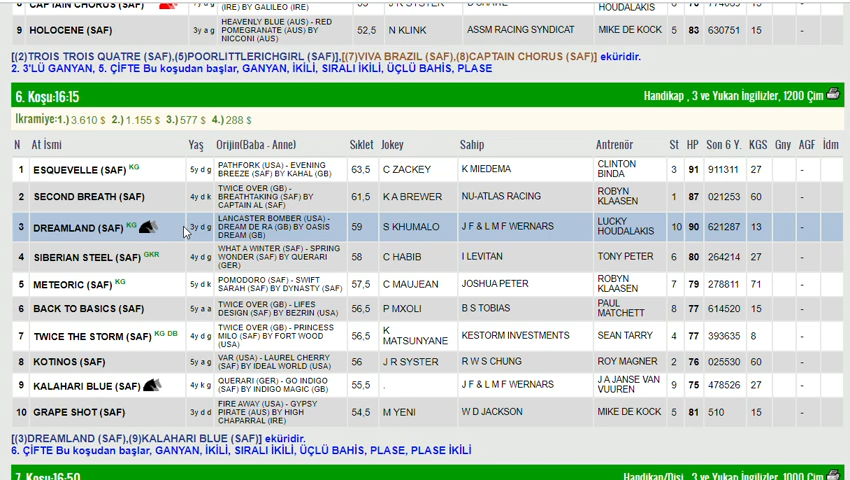 8 CAPTAIN CHORUS (SAF) (IRE) BY GALILEO (IRE) HOUDALAKIS
9 HOLOCENE (SAF) 3y a g HEAVENLY BLUE (AUS) - RED POMEGRANATE (AUS) BY NICCONI (AUS) 52,5 N KLINK ASSM RACING SYNDICAT MIKE DE KOCK 5 83 630751 15
[(2)TROIS TROIS QUATRE (SAF),(5)POORLITTLERICHGIRL (SAF)],[(7)VIVA BRAZIL (SAF),(8)CAPTAIN CHORUS (SAF)] eküridir.
2. 3'LÜ GANYAN, 5. ÇİFTE Bu koşudan başlar, GANYAN, İKİLİ, SIRALI İKİLİ, ÜÇLÜ BAHİS, PLASE
6. Koşu:16:15 Handikap , 3 ve Yukarı İngilizler, 1200 Çim
İkramiye:1.) 3.610 $ 2.) 1.155 $ 3.) 577 $ 4.) 288 $
N At İsmi Yaş Orijin(Baba - Anne) Sıklet Jokey Sahip Antrenör St HP Son 6 Y. KGS Gny AGF İdm
1 ESQUEVELLE (SAF) KG 5y d g PATHFORK (USA) - EVENING BREEZE (SAF) BY KAHAL (GB) 63,5 C ZACKEY K MIEDEMA CLINTON BINDA 3 91 911311 27 -
2 SECOND BREATH (SAF) 4y d k TWICE OVER (GB) - BREATHTAKING (SAF) BY CAPTAIN AL (SAF) 61,5 K A BREWER NU-ATLAS RACING ROBYN KLAASEN 1 87 021253 60 -
3 DREAMLAND (SAF) KG 3y d g LANCASTER BOMBER (USA) - DREAM DE RA (GB) BY OASIS DREAM (GB) 59 S KHUMALO J F & L M F WERNARS LUCKY HOUDALAKIS 10 90 621287 13 -
4 SIBERIAN STEEL (SAF) GKR 4y d g WHAT A WINTER (SAF) - SPRING WONDER (SAF) BY QUERARI (GER) 58 C HABIB I LEVITAN TONY PETER 6 80 264214 27 -
5 METEORIC (SAF) KG 5y d k POMODORO (SAF) - SWIFT SARAH (SAF) BY DYNASTY (SAF) 57,5 C MAUJEAN JOSHUA PETER ROBYN KLAASEN 7 79 278811 71 -
6 BACK TO BASICS (SAF) 5y a a TWICE OVER (GB) - LIFES DESIGN (SAF) BY BEZRIN (USA) 56,5 P MXOLI B S TOBIAS PAUL MATCHETT 8 77 614520 15 -
7 TWICE THE STORM (SAF) KG DB 4y d g TWICE OVER (GB) - PRINCESS MILO (SAF) BY FORT WOOD (USA) 56,5 K MATSUNYANE KESTORM INVESTMENTS SEAN TARRY 4 77 393635 8 -
8 KOTINOS (SAF) 5y a g VAR (USA) - LAUREL CHERRY (SAF) BY IDEAL WORLD (USA) 56 J R SYSTER R W S CHUNG ROY MAGNER 2 76 025530 60 -
9 KALAHARI BLUE (SAF) 4y k g QUERARI (GER) - GO INDIGO (SAF) BY INDIGO MAGIC (GB) 55,5 . J F & L M F WERNARS J A JANSE VAN VUUREN 9 75 478526 27 -
10 GRAPE SHOT (SAF) 3y d d FIRE AWAY (USA) - GYPSY PIRATE (AUS) BY HIGH CHAPARRAL (IRE) 54,5 M YENI W D JACKSON MIKE DE KOCK 5 81 510 15 -
[(3)DREAMLAND (SAF),(9)KALAHARI BLUE (SAF)] eküridir.
6. ÇİFTE Bu koşudan başlar, GANYAN, İKİLİ, SIRALI İKİLİ, ÜÇLÜ BAHİS, PLASE, PLASE İKİLİ
7. Koşu:16:50 Handikap/Dişi , 3 ve Yukarı İngilizler, 1000 Çim